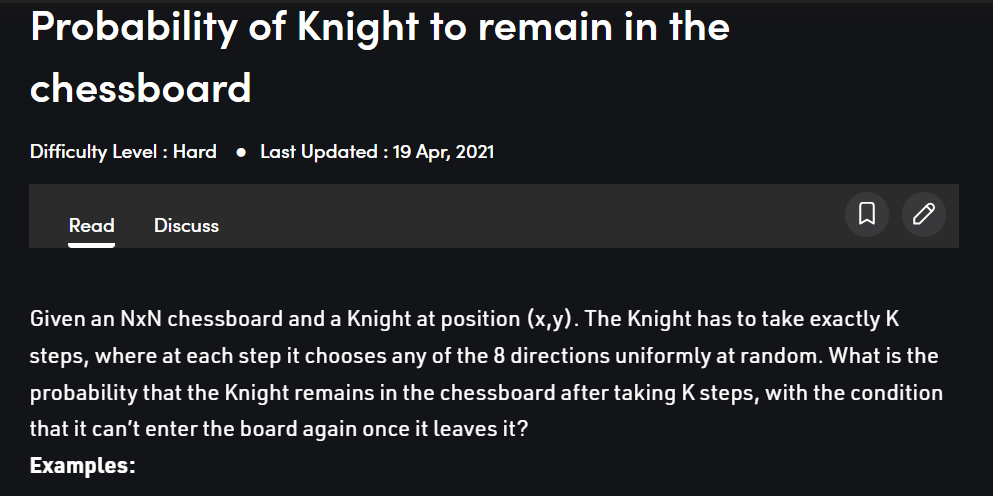 Probability of Knight to remain in the
chessboard
Difficulty Level : Hard ● Last Updated : 19 Apr, 2021
Read Discuss
Given an NxN chessboard and a Knight at position (x,y). The Knight has to take exactly K
steps, where at each step it chooses any of the 8 directions uniformly at random. What is the
probability that the Knight remains in the chessboard after taking K steps, with the condition
that it can’t enter the board again once it leaves it?
Examples: